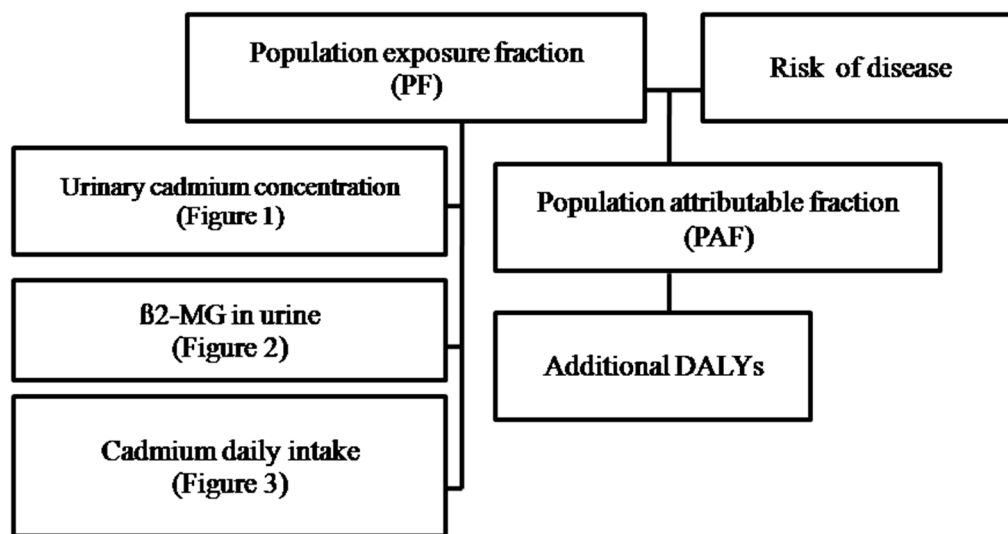 Population exposure fraction
(PF)
Risk of disease
Urinary cadmium concentration
(Figure 1)
Population attributable fraction
(PAF)
ß2-MG in urine
(Figure 2)
Additional DALYs
Cadmium daily intake
(Figure 3)